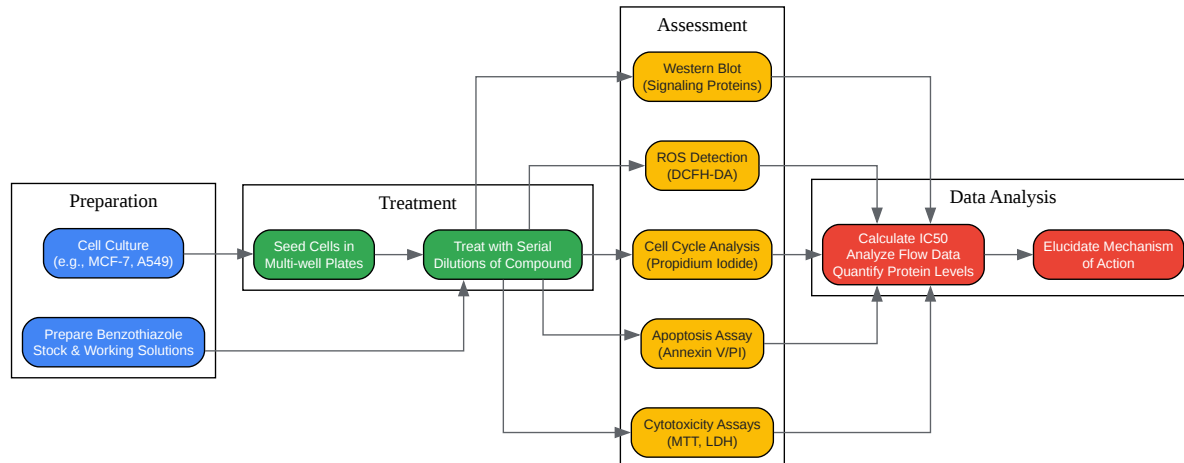 Preparation
Cell Culture
(e.g., MCF-7, A549)
Prepare Benzothiazole
Stock & Working Solutions
Treatment
Seed Cells in
Multi-well Plates
Treat with Serial
Dilutions of Compound
Assessment
Western Blot
(Signaling Proteins)
ROS Detection
(DCFH-DA)
Cell Cycle Analysis
(Propidium Iodide)
Apoptosis Assay
(Annexin V/PI)
Cytotoxicity Assays
(MTT, LDH)
Data Analysis
Calculate IC50
Analyze Flow Data
Quantify Protein Levels
Elucidate Mechanism
of Action